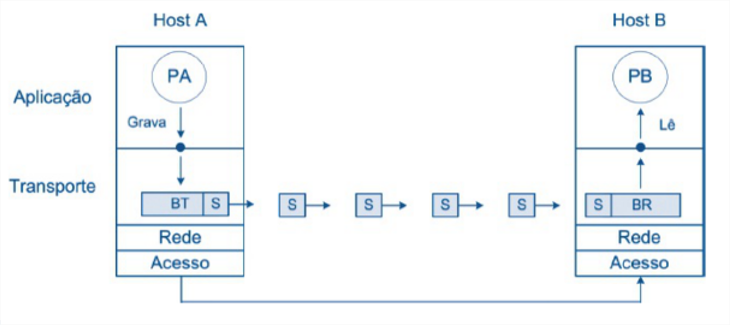 Host A
Host B
PA
PB
Aplicação
Grava
Lê
Transporte
BT S
S
S
S
S
S BR
Rede
Rede
Acesso
Acesso